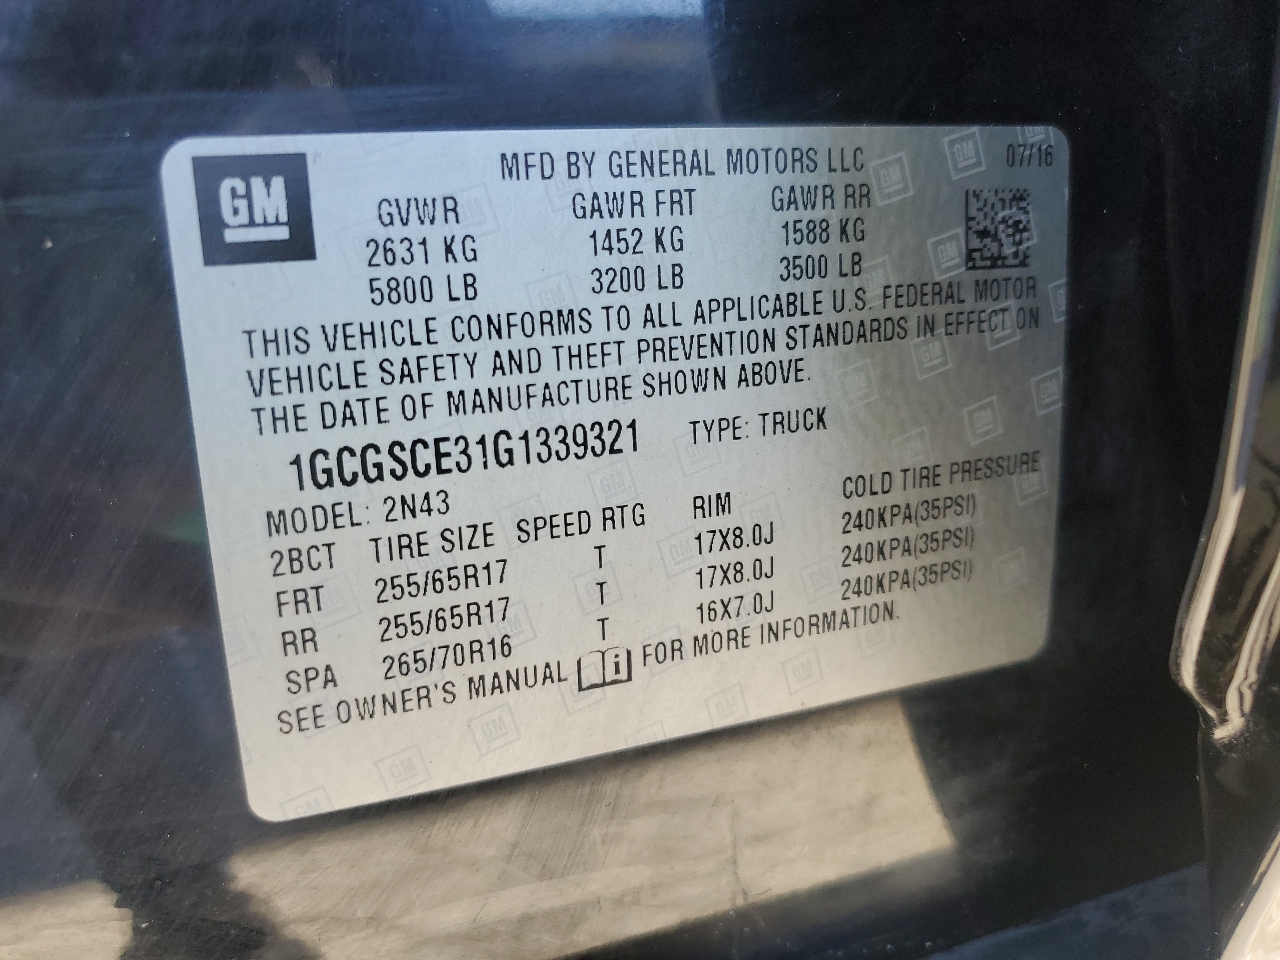 GM
MFD BY GENERAL MOTORS LLC 07/16
GVWR GAWR FRT GAWR RR
2631 KG 1452 KG 1588 KG
5800 LB 3200 LB 3500 LB
THIS VEHICLE CONFORMS TO ALL APPLICABLE U.S. FEDERAL MOTOR
VEHICLE SAFETY AND THEFT PREVENTION STANDARDS IN EFFECT ON
THE DATE OF MANUFACTURE SHOWN ABOVE.
1GCGSCE31G1339321 TYPE: TRUCK
MODEL: 2N43
2BCT TIRE SIZE SPEED RTG RIM COLD TIRE PRESSURE
FRT 255/65R17 T 17X8.0J 240KPA(35PSI)
RR 255/65R17 T 17X8.0J 240KPA(35PSI)
SPA 265/70R16 T 16X7.0J 240KPA(35PSI)
SEE OWNER'S MANUAL i FOR MORE INFORMATION.